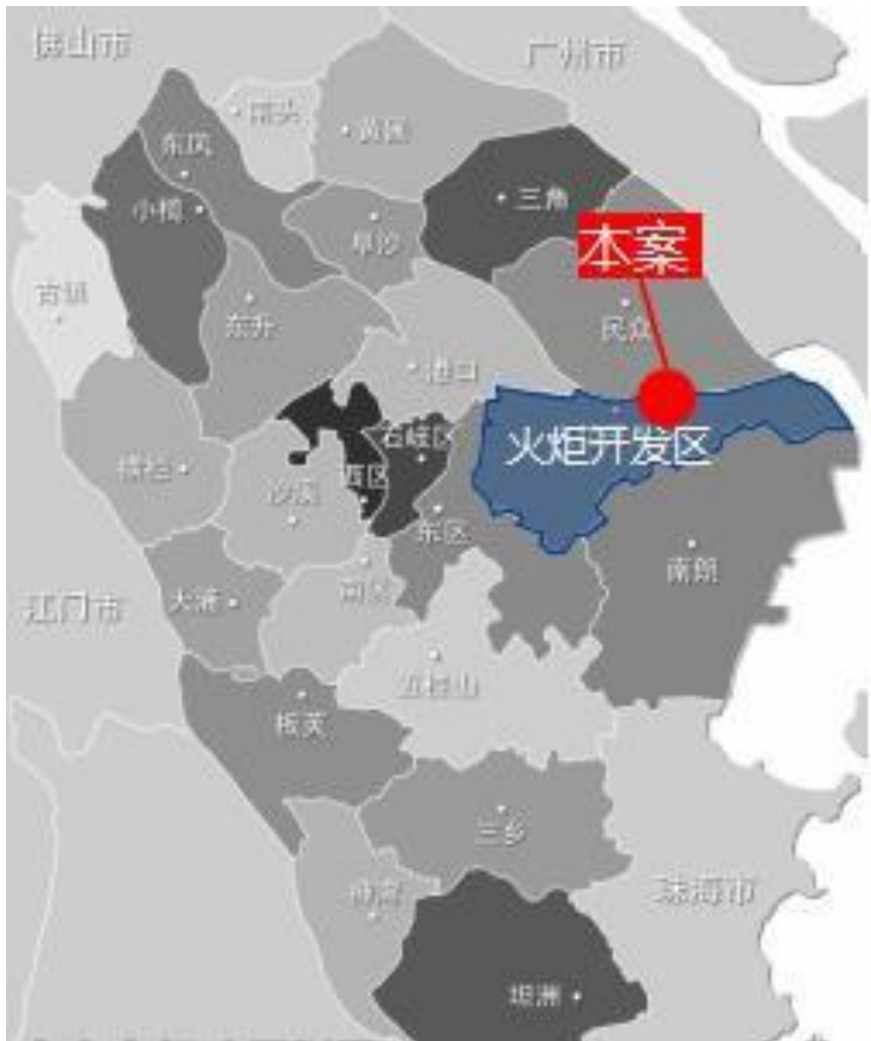 佛山市
广州市
南头
黄圃
东凤
三角
小榄
阜沙
本案
古镇
东升
民众
港口
石岐区
火炬开发区
横栏
西区
沙溪
东区
南朗
南区
大涌
江门市
五桂山
板芙
三乡
神湾
珠海市
坦洲